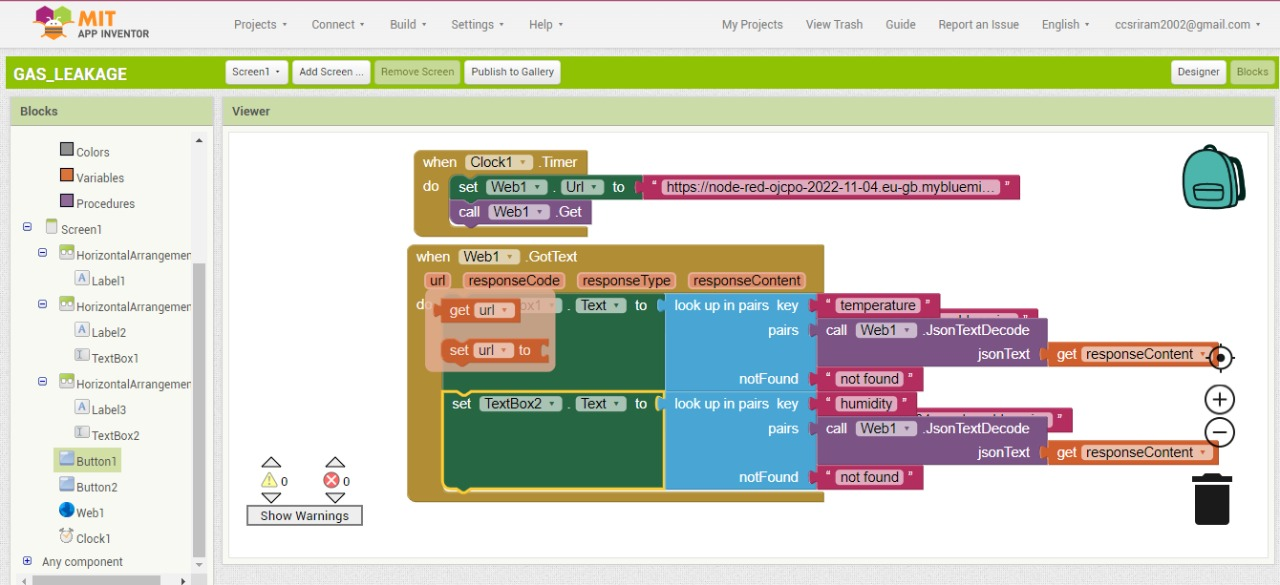 MIT
APP INVENTOR
Projects Connect Build Settings Help My Projects View Trash Guide Report an Issue English ccsriram2002@gmail.com
GAS_LEAKAGE Screen1 Add Screen ... Remove Screen Publish to Gallery Designer Blocks
Blocks
Viewer
Colors
Variables
Procedures
Screen1
HorizontalArrangemen
Label1
HorizontalArrangemen
Label2
TextBox1
HorizontalArrangemen
Label3
TextBox2
Button1
Button2
Web1
Clock1
Any component
when Clock1 .Timer
do set Web1 . Url to " https://node-red-ojcpo-2022-11-04.eu-gb.mybluemi... "
call Web1 .Get
when Web1 .GotText
url responseCode responseType responseContent
do . Text to look up in pairs key " temperature "
get url
pairs call Web1 .JsonTextDecode
set url to
jsonText get responseContent
notFound " not found "
set TextBox2 . Text to look up in pairs key " humidity "
pairs call Web1 .JsonTextDecode
jsonText get responseContent
notFound " not found "
0 0
Show Warnings